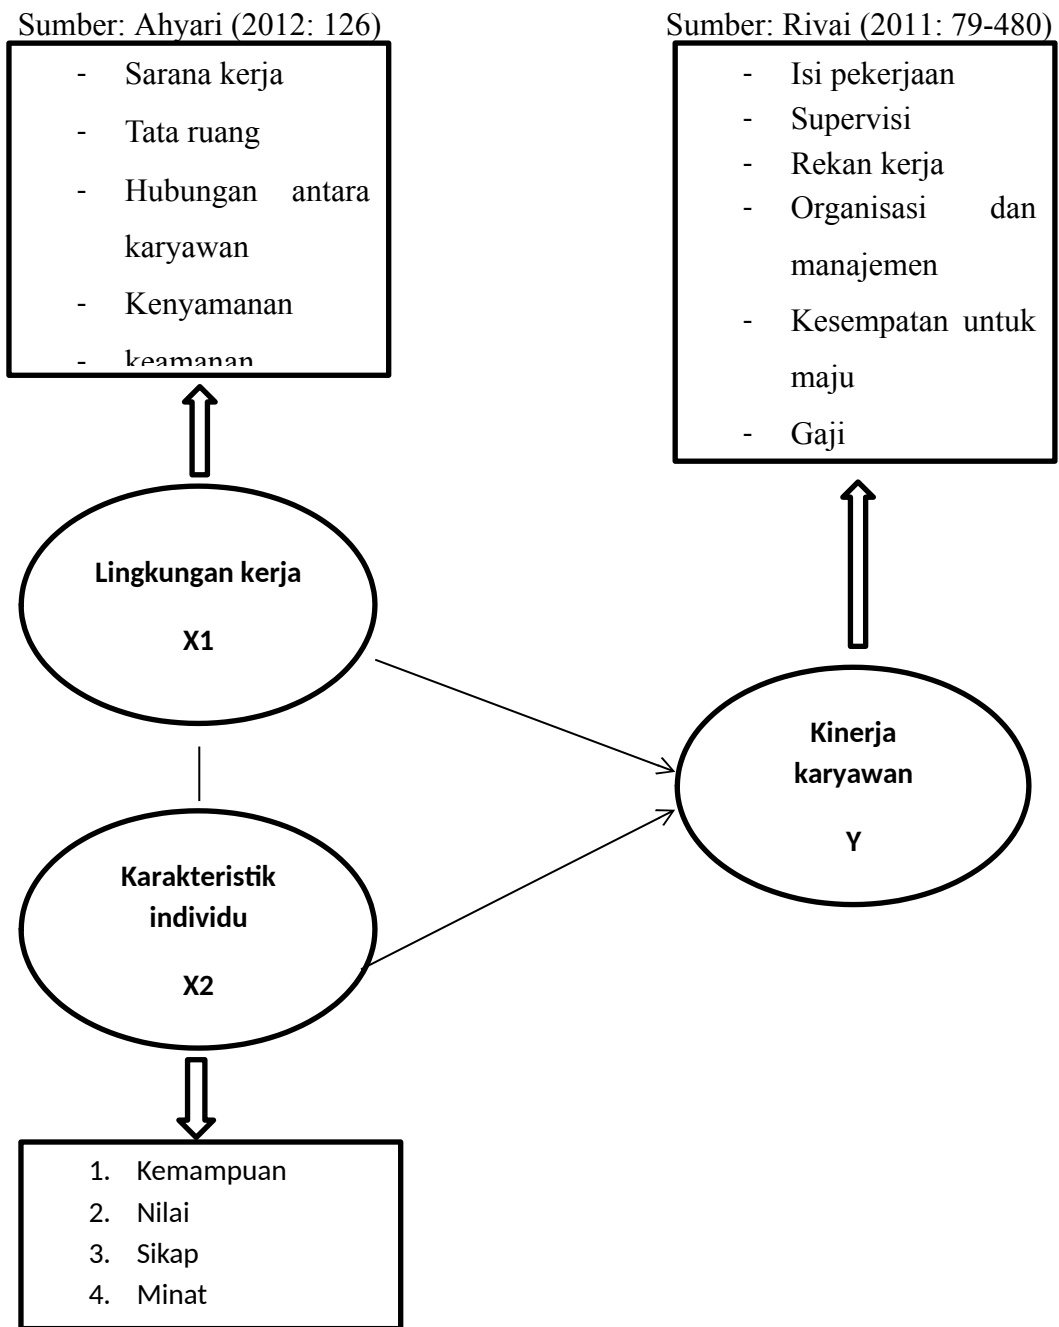 Sumber: Ahyari (2012: 126)
- Sarana kerja
- Tata ruang
- Hubungan antara
karyawan
- Kenyamanan
- keamanan
Sumber: Rivai (2011: 79-480)
- Isi pekerjaan
- Supervisi
- Rekan kerja
- Organisasi dan
manajemen
- Kesempatan untuk
maju
- Gaji
Lingkungan kerja
X1
Kinerja
karyawan
Y
Karakteristik
individu
X2
1. Kemampuan
2. Nilai
3. Sikap
4. Minat